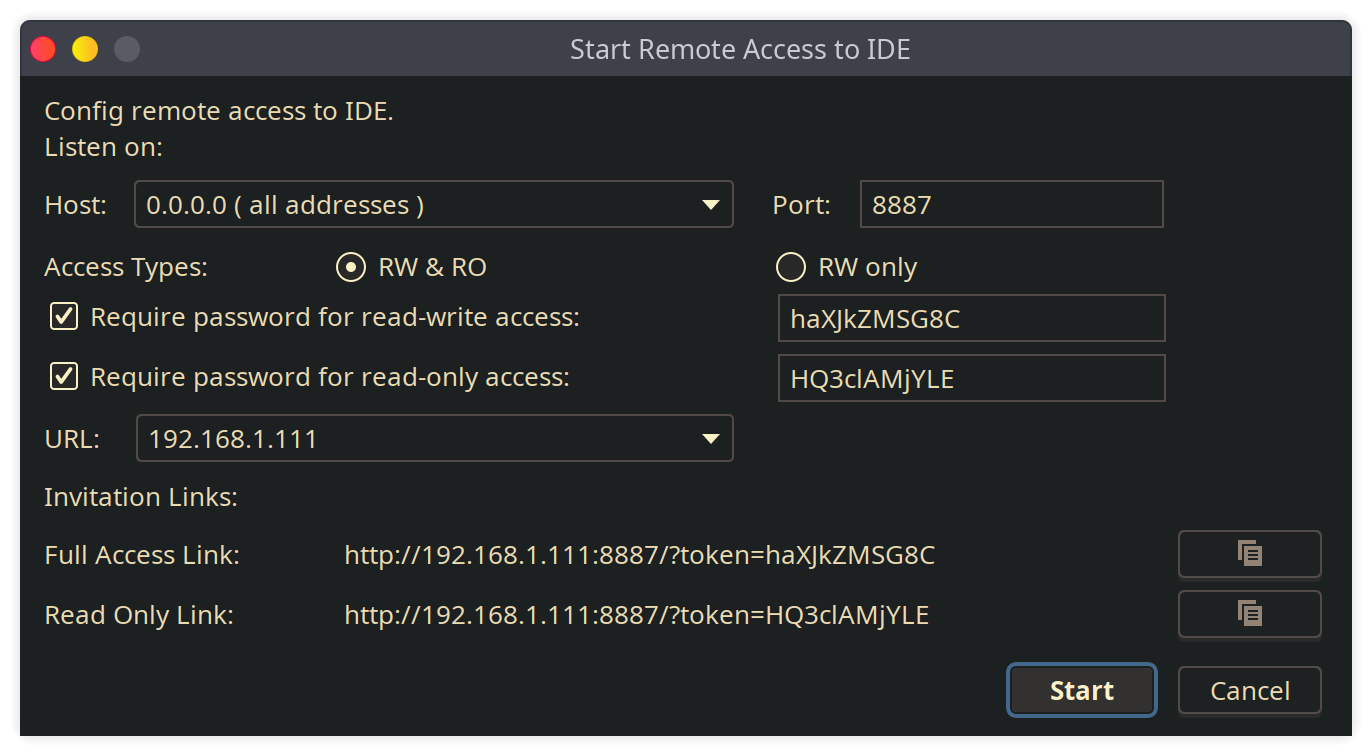 Start Remote Access to IDE
Config remote access to IDE.
Listen on:
Host: 0.0.0.0 ( all addresses ) Port: 8887
Access Types: RW & RO RW only
Require password for read-write access: haXJkZMSG8C
Require password for read-only access: HQ3clAMjYLE
URL: 192.168.1.111
Invitation Links:
Full Access Link: http://192.168.1.111:8887/?token=haXJkZMSG8C
Read Only Link: http://192.168.1.111:8887/?token=HQ3clAMjYLE
Start Cancel